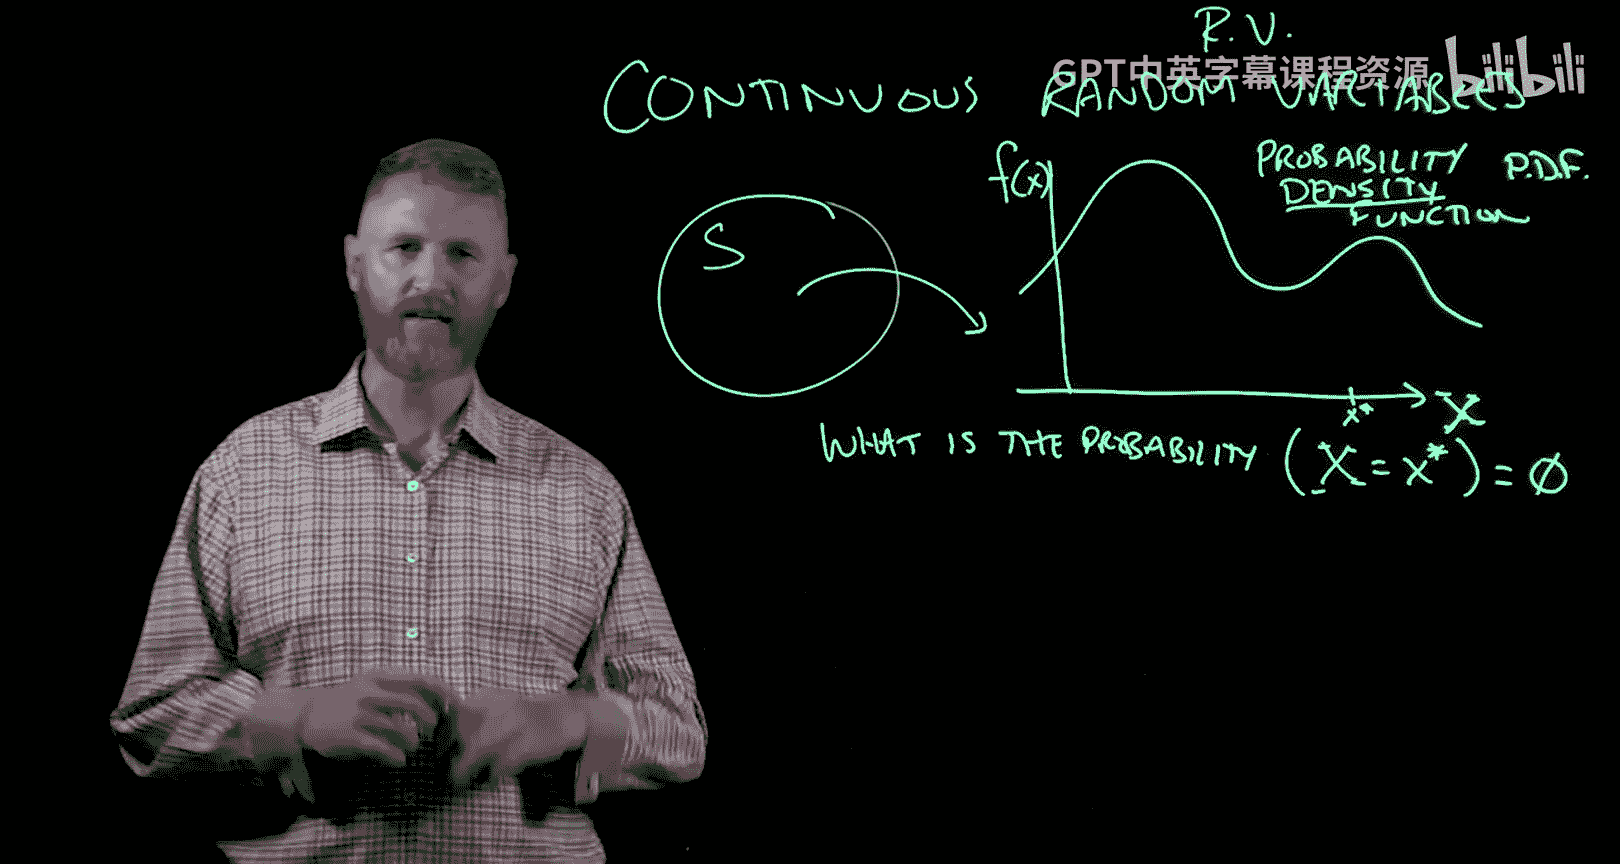 R.V.
GPT中英字幕课程资源 bilibili
CONTINUOUS RANDOM VARIABLES
f(x)
PROBABILITY P.D.F.
DENSITY
FUNCTION
S
x*
X
WHAT IS THE PROBABILITY (X = x*) = Ø